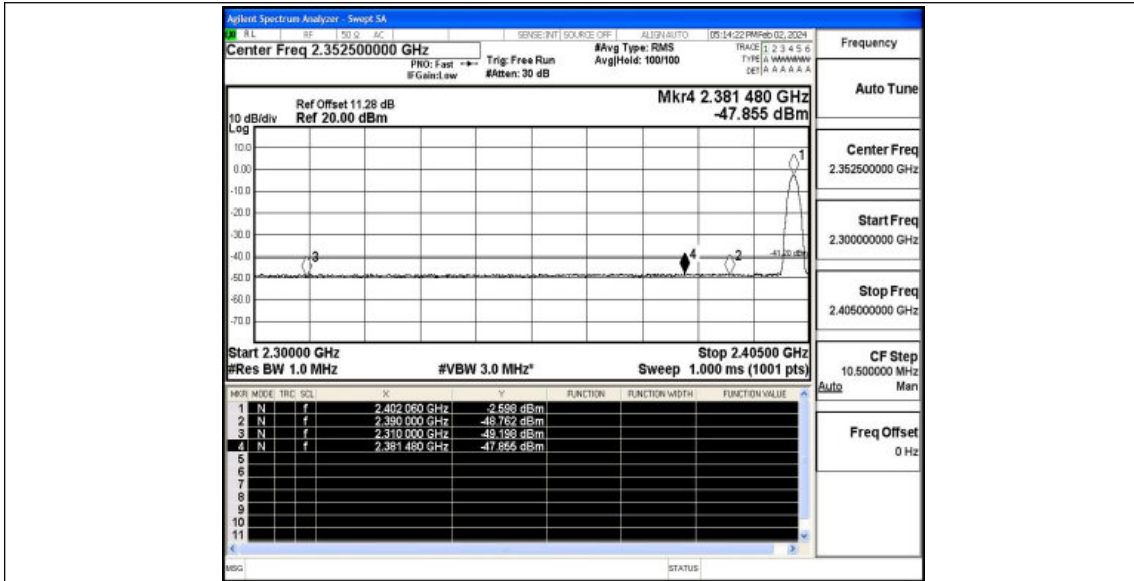 Agilent Spectrum Analyzer - Swept SA
RL RF 50 Ω AC SENSE:INT SOURCE OFF ALIGN AUTO 05:14:22 PM Feb 02, 2024
Center Freq 2.352500000 GHz
PNO: Fast
IFGain:Low
Trig: Free Run
#Atten: 30 dB
#Avg Type: RMS
Avg|Hold: 100/100
TRACE 1 2 3 4 5 6
TYPE A WWWWW
DET A A A A A A
Mkr4 2.381 480 GHz
-47.855 dBm
Ref Offset 11.28 dB
10 dB/div Ref 20.00 dBm
Log
10.0
0.00
-10.0
-20.0
-30.0
-40.0
-50.0
-60.0
-70.0
1
2
3
4
-41.20 dBm
Start 2.30000 GHz Stop 2.40500 GHz
#Res BW 1.0 MHz #VBW 3.0 MHz* Sweep 1.000 ms (1001 pts)
MKR MODE TRC SCL X Y FUNCTION FUNCTION WIDTH FUNCTION VALUE
1 N f 2.402 060 GHz -2.598 dBm
2 N f 2.390 000 GHz -48.762 dBm
3 N f 2.310 000 GHz -49.198 dBm
4 N f 2.381 480 GHz -47.855 dBm
5
6
7
8
9
10
11
MSG STATUS
Frequency
Auto Tune
Center Freq
2.352500000 GHz
Start Freq
2.300000000 GHz
Stop Freq
2.405000000 GHz
CF Step
10.500000 MHz
Auto Man
Freq Offset
0 Hz